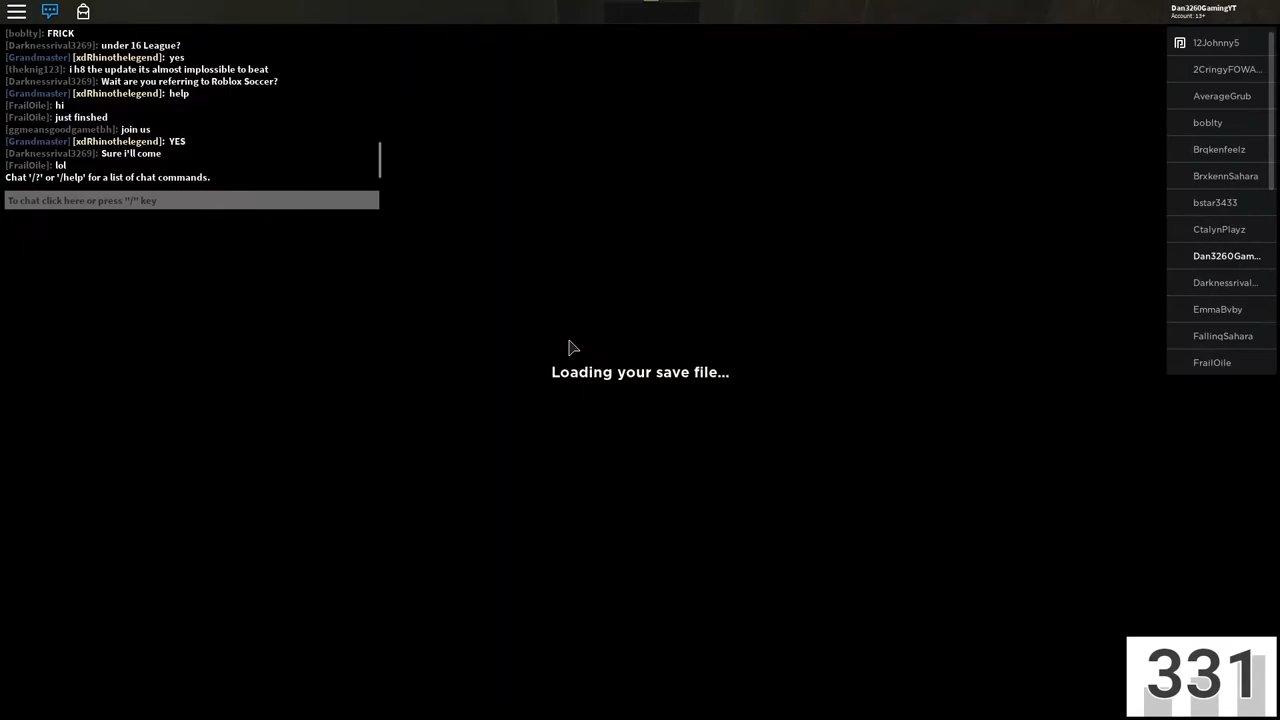 Dan3260GamingYT
Account: 13+
[boblty]: FRICK
[Darknessrival3269]: under 16 League?
[Grandmaster] [xdRhinothelegend]: yes
[theknig123]: i h8 the update its almost implossible to beat
[Darknessrival3269]: Wait are you referring to Roblox Soccer?
[Grandmaster] [xdRhinothelegend]: help
[FrailOile]: hi
[FrailOile]: just finshed
[ggmeansgoodgametbh]: join us
[Grandmaster] [xdRhinothelegend]: YES
[Darknessrival3269]: Sure i'll come
[FrailOile]: lol
Chat '/?' or '/help' for a list of chat commands.
To chat click here or press "/" key
12Johnny5
2CringyFOWA...
AverageGrub
boblty
Brqkenfeelz
BrxkennSahara
bstar3433
CtalynPlayz
Dan3260Gam...
Darknessrival...
EmmaBvby
FallingSahara
FrailOile
Loading your save file...
331